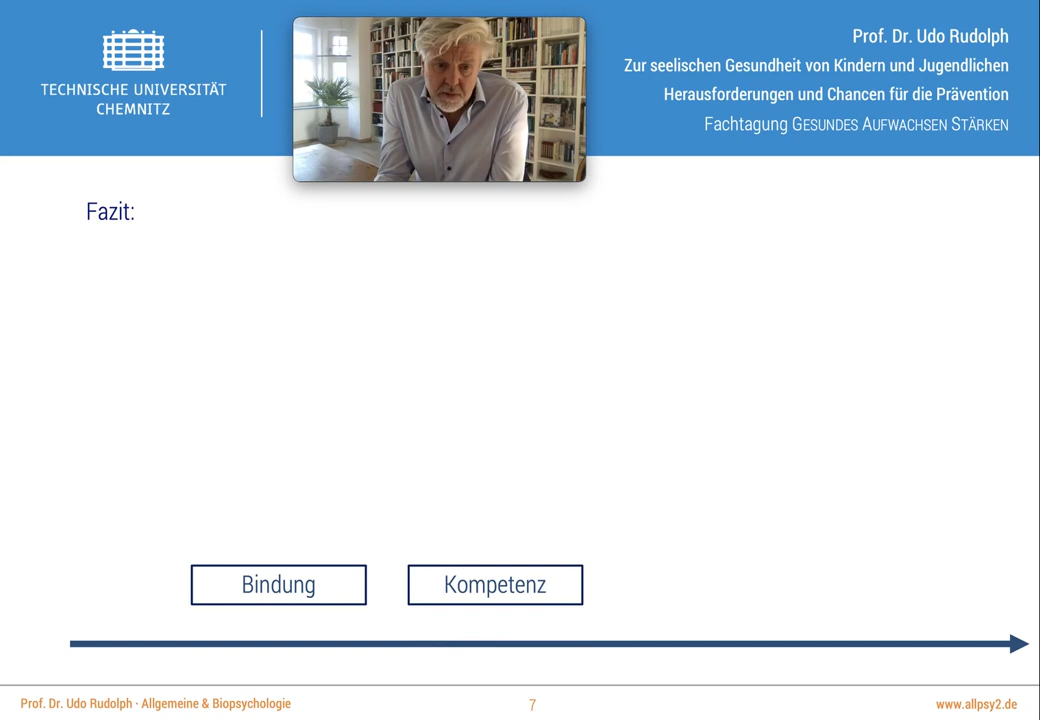 TECHNISCHE UNIVERSITÄT
CHEMNITZ
Prof. Dr. Udo Rudolph
Zur seelischen Gesundheit von Kindern und Jugendlichen
Herausforderungen und Chancen für die Prävention
Fachtagung GESUNDES AUFWACHSEN STÄRKEN
Fazit:
Bindung
Kompetenz
Prof. Dr. Udo Rudolph · Allgemeine & Biopsychologie
7
www.allpsy2.de